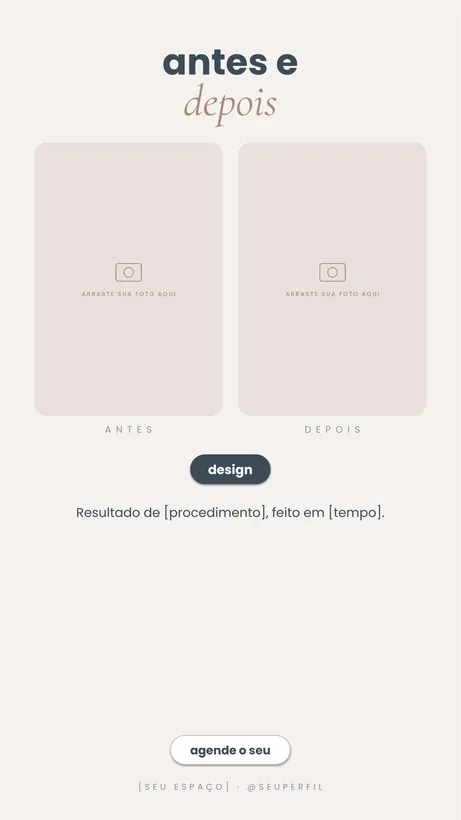 antes e
depois
ARRASTE SUA FOTO AQUI
ARRASTE SUA FOTO AQUI
ANTES
DEPOIS
design
Resultado de [procedimento], feito em [tempo].
agende o seu
[SEU ESPAÇO] · @SEUPERFIL